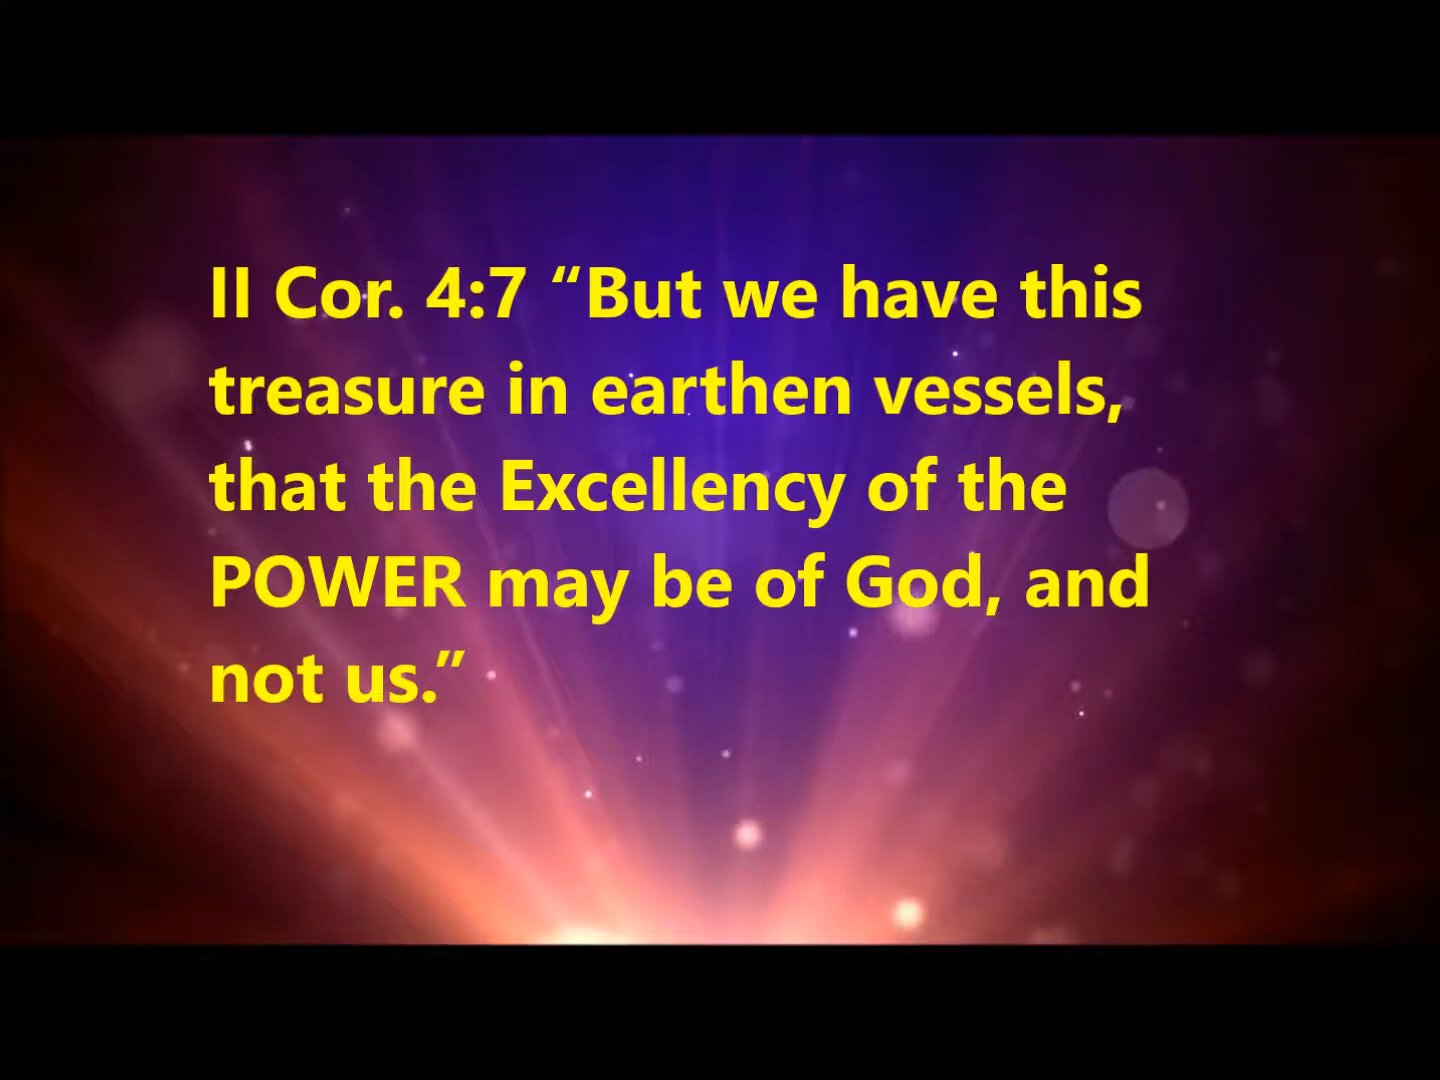 II Cor. 4:7 “But we have this
treasure in earthen vessels,
that the Excellency of the
POWER may be of God, and
not us.”